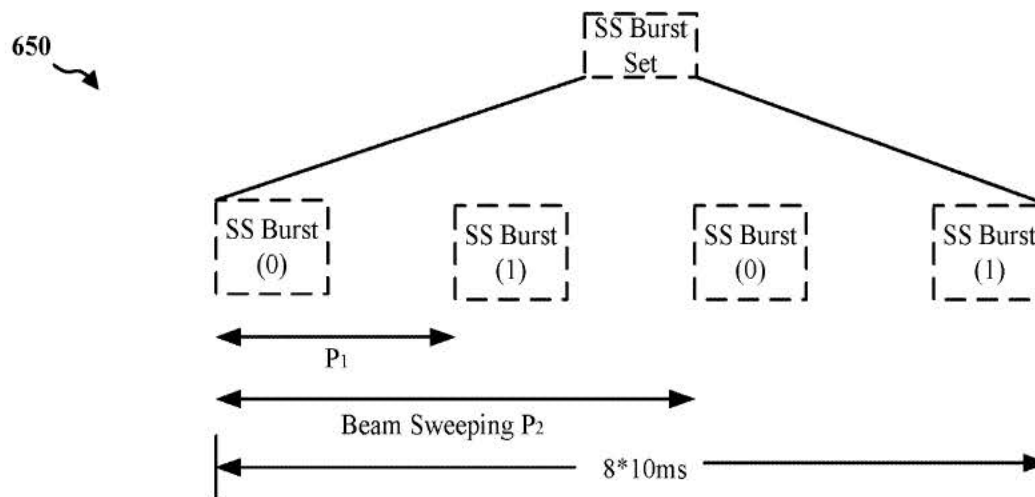 650
SS Burst
Set
SS Burst
(0)
SS Burst
(1)
SS Burst
(0)
SS Burst
(1)
P₁
Beam Sweeping P₂
8*10ms